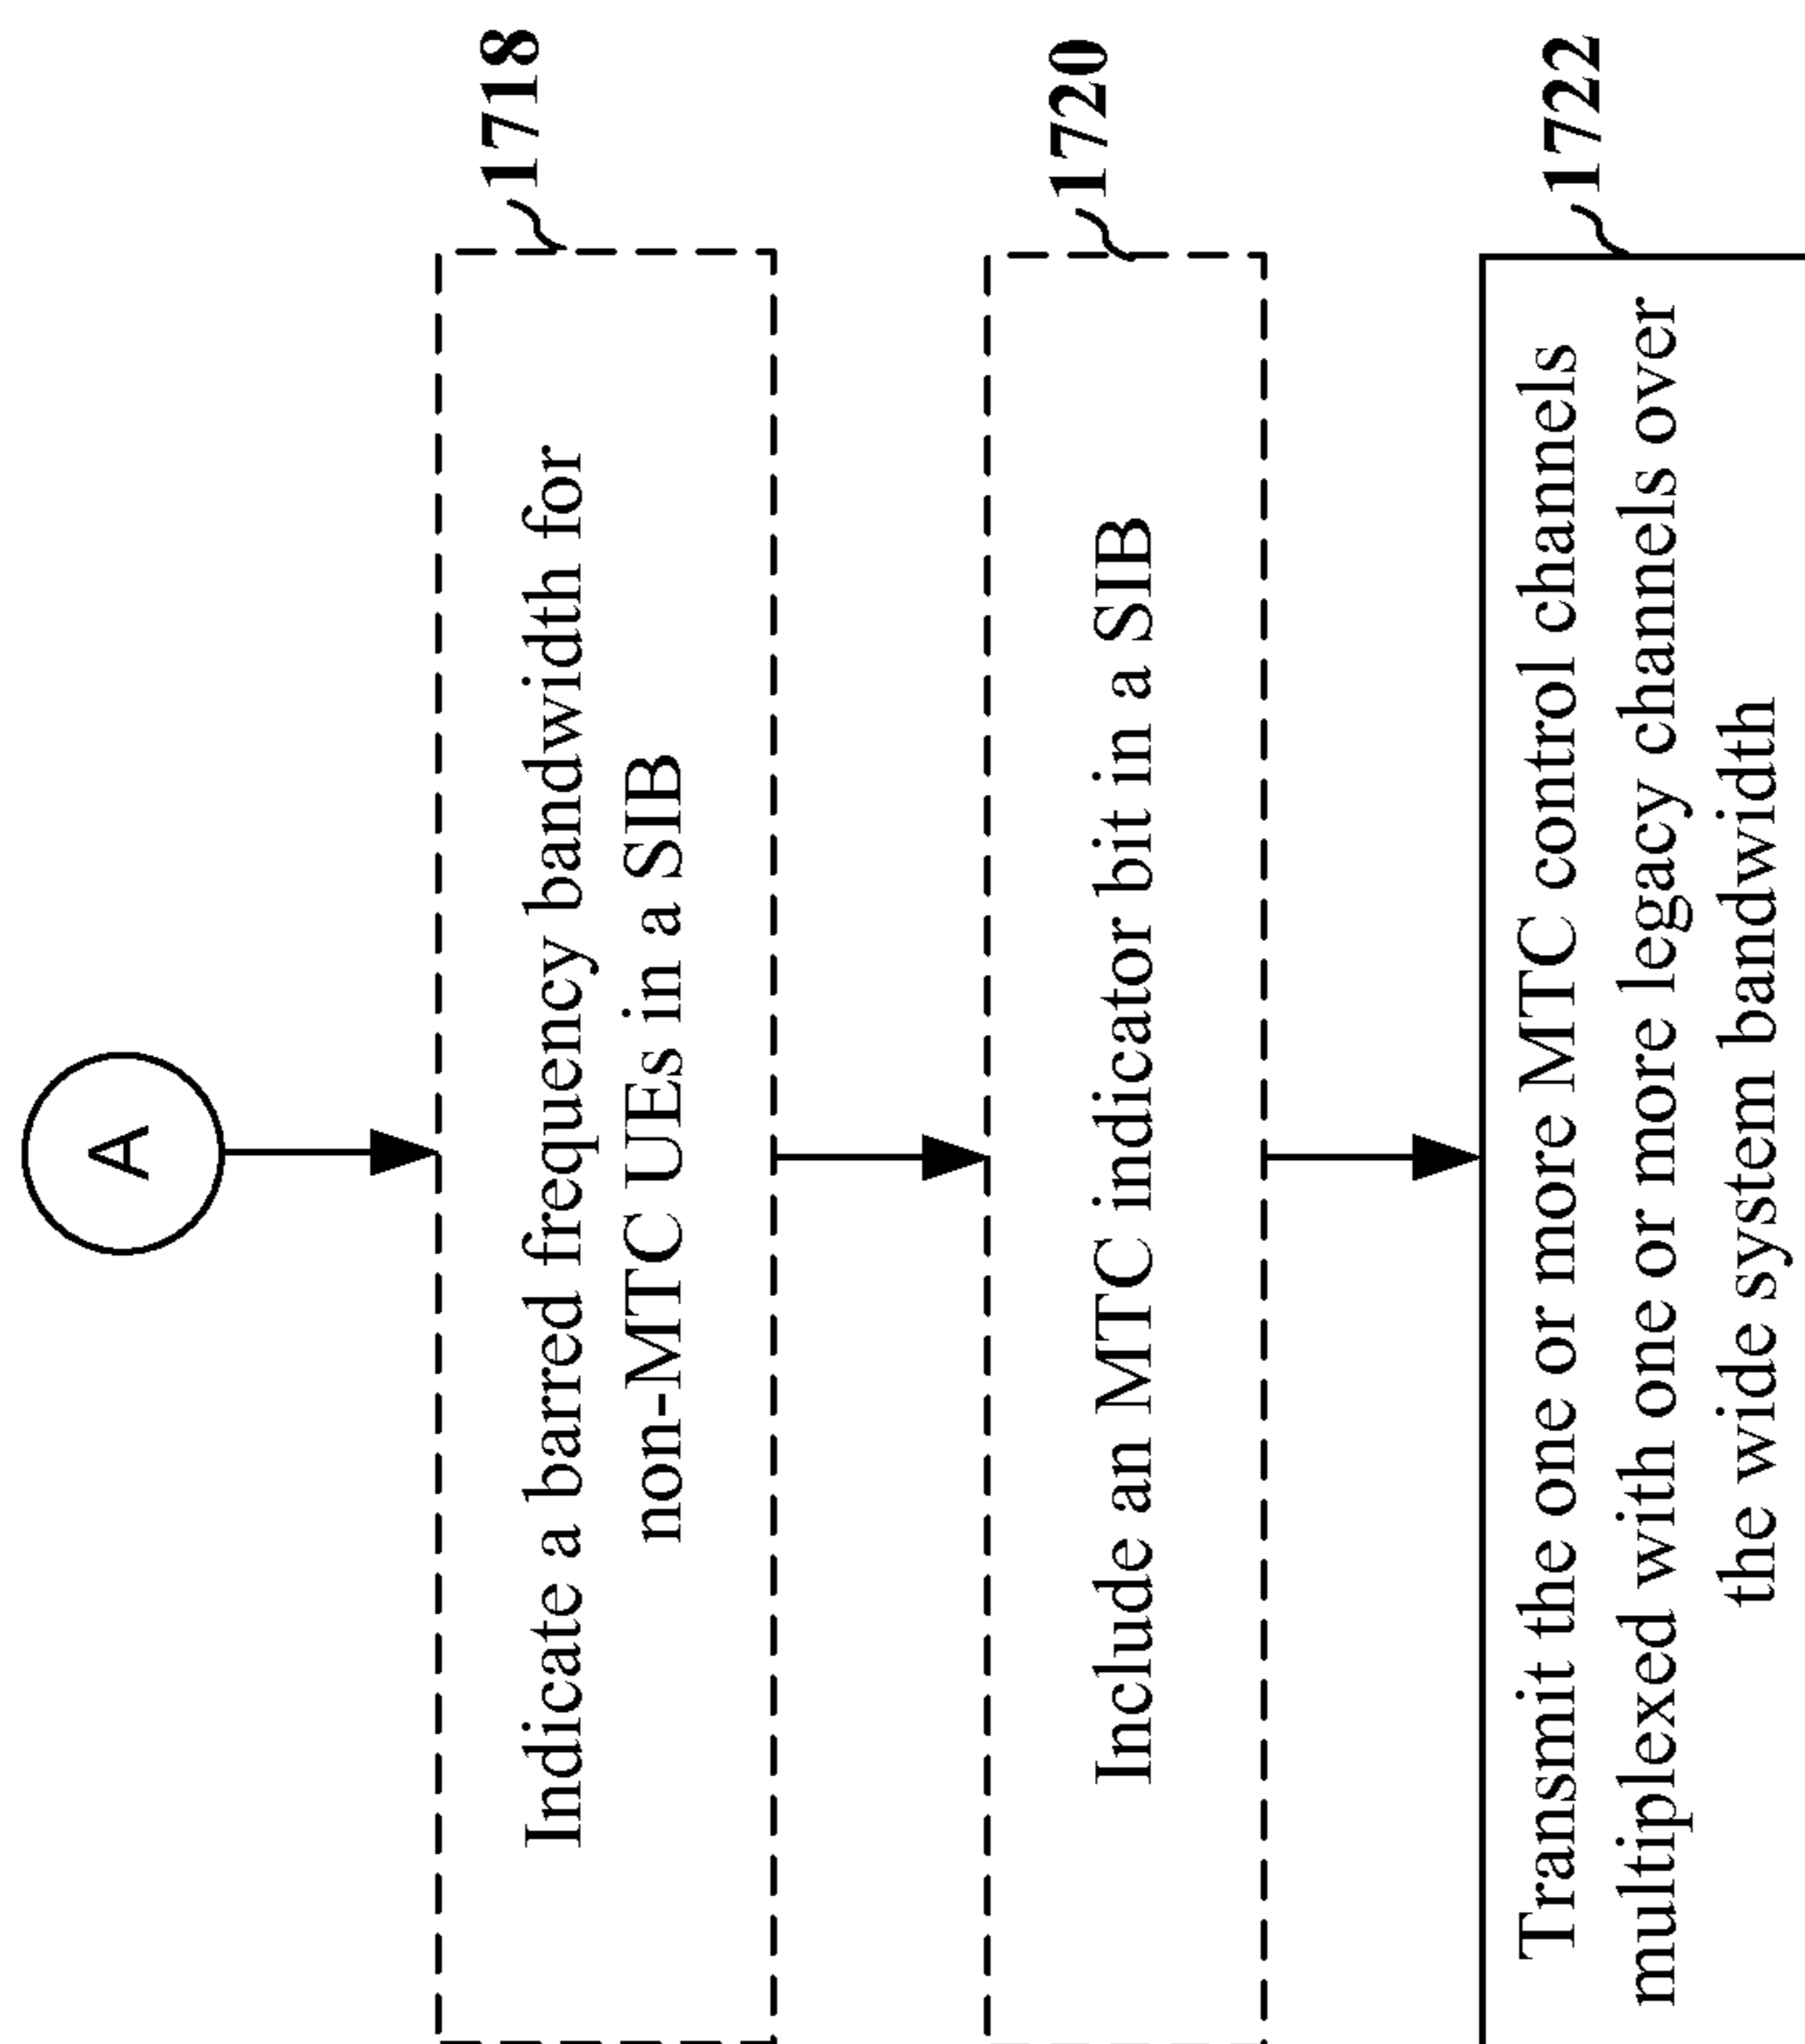 A
1718
Indicate a barred frequency bandwidth for
non-MTC UEs in a SIB
1720
Include an MTC indicator bit in a SIB
1722
Transmit the one or more MTC control channels
multiplexed with one or more legacy channels over
the wide system bandwidth